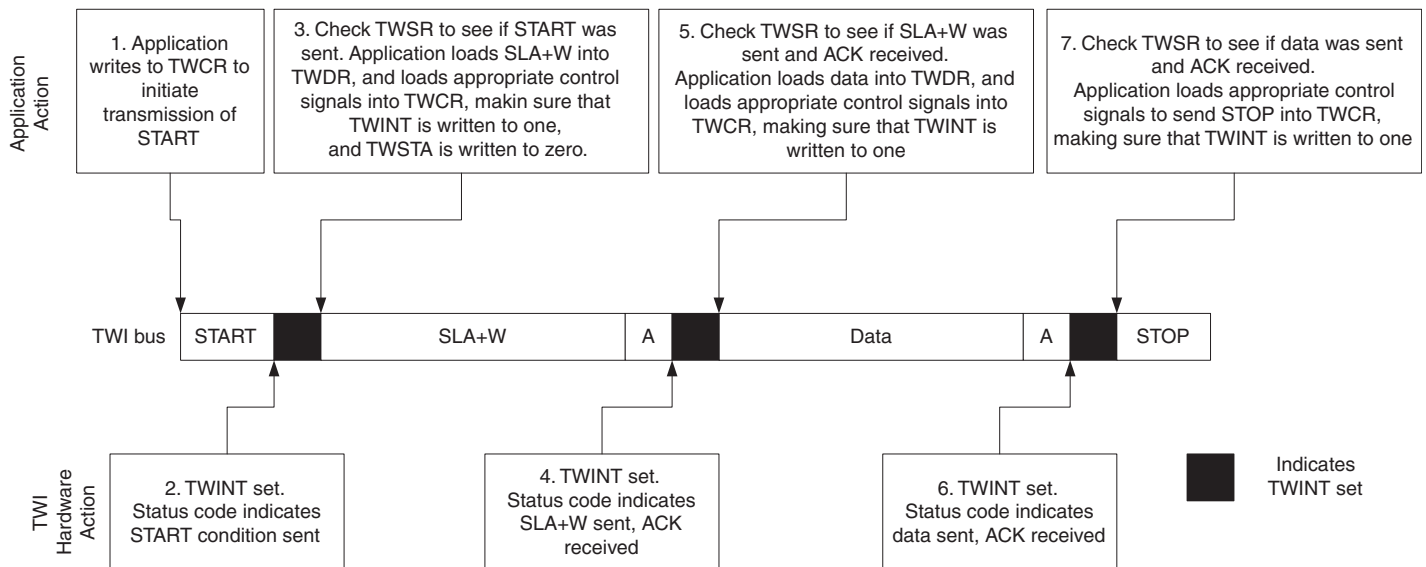 Application
Action
1. Application
writes to TWCR to
initiate
transmission of
START
3. Check TWSR to see if START was
sent. Application loads SLA+W into
TWDR, and loads appropriate control
signals into TWCR, makin sure that
TWINT is written to one,
and TWSTA is written to zero.
5. Check TWSR to see if SLA+W was
sent and ACK received.
Application loads data into TWDR, and
loads appropriate control signals into
TWCR, making sure that TWINT is
written to one
7. Check TWSR to see if data was sent
and ACK received.
Application loads appropriate control
signals to send STOP into TWCR,
making sure that TWINT is written to one
TWI bus
START
SLA+W
A
Data
A
STOP
TWI
Hardware
Action
2. TWINT set.
Status code indicates
START condition sent
4. TWINT set.
Status code indicates
SLA+W sent, ACK
received
6. TWINT set.
Status code indicates
data sent, ACK received
Indicates
TWINT set